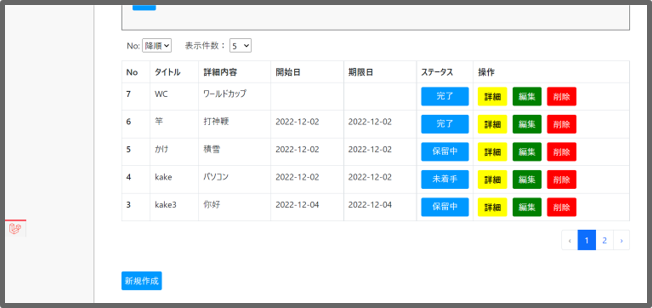 No: 降順 表示件数: 5
No タイトル 詳細内容 開始日 期限日 ステータス 操作
7 WC ワールドカップ 完了 詳細 編集 削除
6 竿 打神鞭 2022-12-02 2022-12-02 完了 詳細 編集 削除
5 かけ 積雪 2022-12-02 2022-12-02 保留中 詳細 編集 削除
4 kake パソコン 2022-12-02 2022-12-02 未着手 詳細 編集 削除
3 kake3 你好 2022-12-04 2022-12-04 保留中 詳細 編集 削除
‹ 1 2 ›
新規作成